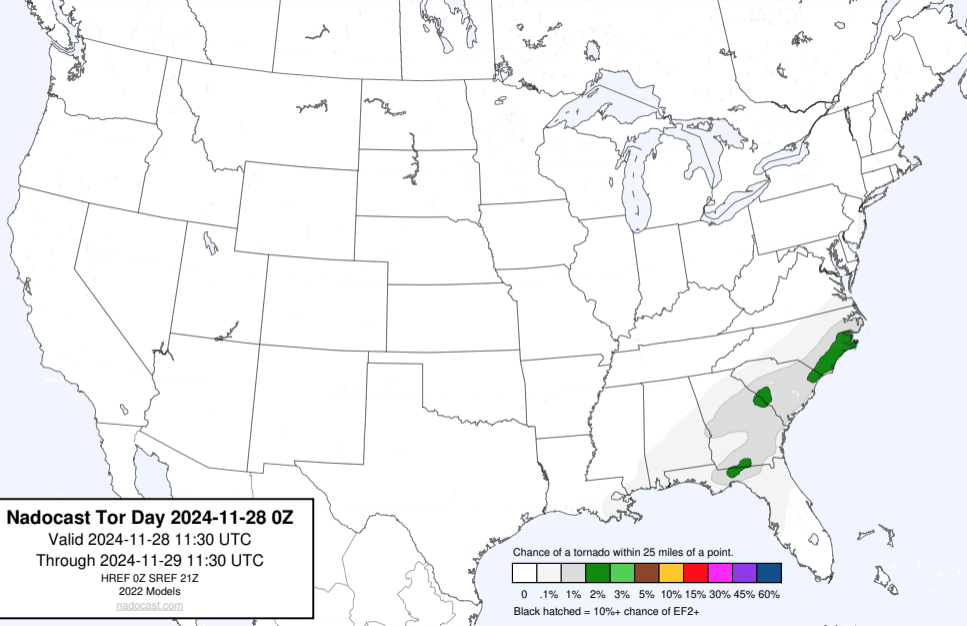 Nadocast Tor Day 2024-11-28 0Z
Valid 2024-11-28 11:30 UTC
Through 2024-11-29 11:30 UTC
HREF 0Z SREF 21Z
2022 Models
nadocast.com
Chance of a tornado within 25 miles of a point.
0 .1% 1% 2% 3% 5% 10% 15% 30% 45% 60%
Black hatched = 10%+ chance of EF2+